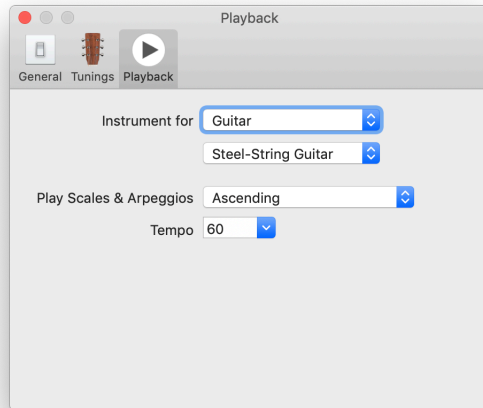 Playback
General Tunings Playback
Instrument for Guitar
Steel-String Guitar
Play Scales & Arpeggios Ascending
Tempo 60